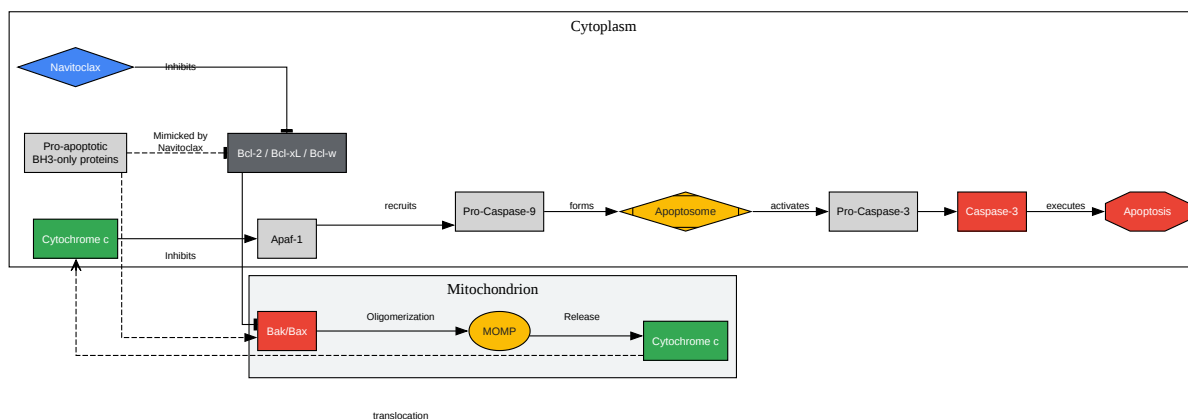 Cytoplasm
Navitoclax
Inhibits
Pro-apoptotic
BH3-only proteins
Mimicked by
Navitoclax
Bcl-2 / Bcl-xL / Bcl-w
Cytochrome c
Apaf-1
recruits
Pro-Caspase-9
forms
Apoptosome
activates
Pro-Caspase-3
Caspase-3
executes
Apoptosis
Inhibits
Mitochondrion
Bak/Bax
Oligomerization
MOMP
Release
Cytochrome c
translocation